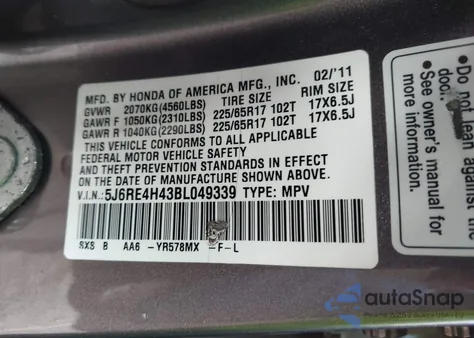 MFD. BY HONDA OF AMERICA MFG., INC. 02/'11
GVWR 2070KG(4560LBS) TIRE SIZE RIM SIZE
GAWR F 1050KG(2310LBS) 225/65R17 102T 17X6.5J
GAWR R 1040KG(2290LBS) 225/65R17 102T 17X6.5J
THIS VEHICLE CONFORMS TO ALL APPLICABLE
FEDERAL MOTOR VEHICLE SAFETY
AND THEFT PREVENTION STANDARDS IN EFFECT
ON THE DATE OF MANUFACTURE SHOWN ABOVE.
V.I.N.: 5J6RE4H43BL049339 TYPE: MPV
SXS B AA6 -YR578MX -F-L
• Do not
door.
• See owner's
manual for
autoSnap